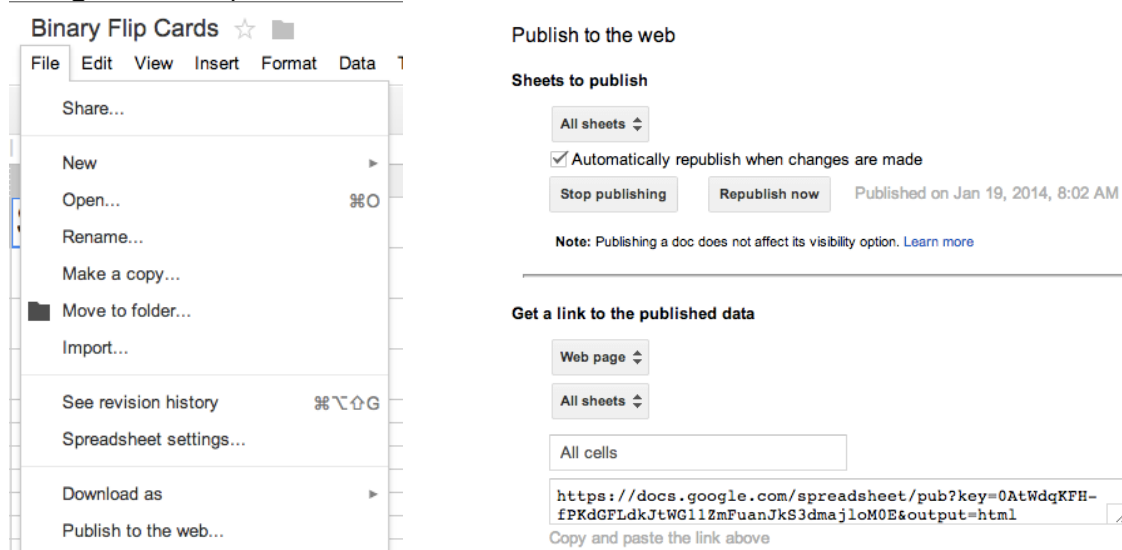 Binary Flip Cards
File Edit View Insert Format Data
Share...
New
Open... ⌘O
Rename...
Make a copy...
Move to folder...
Import...
See revision history ⌘⌥⇧G
Spreadsheet settings...
Download as
Publish to the web...
Publish to the web
Sheets to publish
All sheets
Automatically republish when changes are made
Stop publishing Republish now Published on Jan 19, 2014, 8:02 AM
Note: Publishing a doc does not affect its visibility option. Learn more
Get a link to the published data
Web page
All sheets
All cells
https://docs.google.com/spreadsheet/pub?key=0AtWdqKFH-
fPKdGFLdkJtWG11ZmFuanJkS3dmajloM0E&output=html
Copy and paste the link above